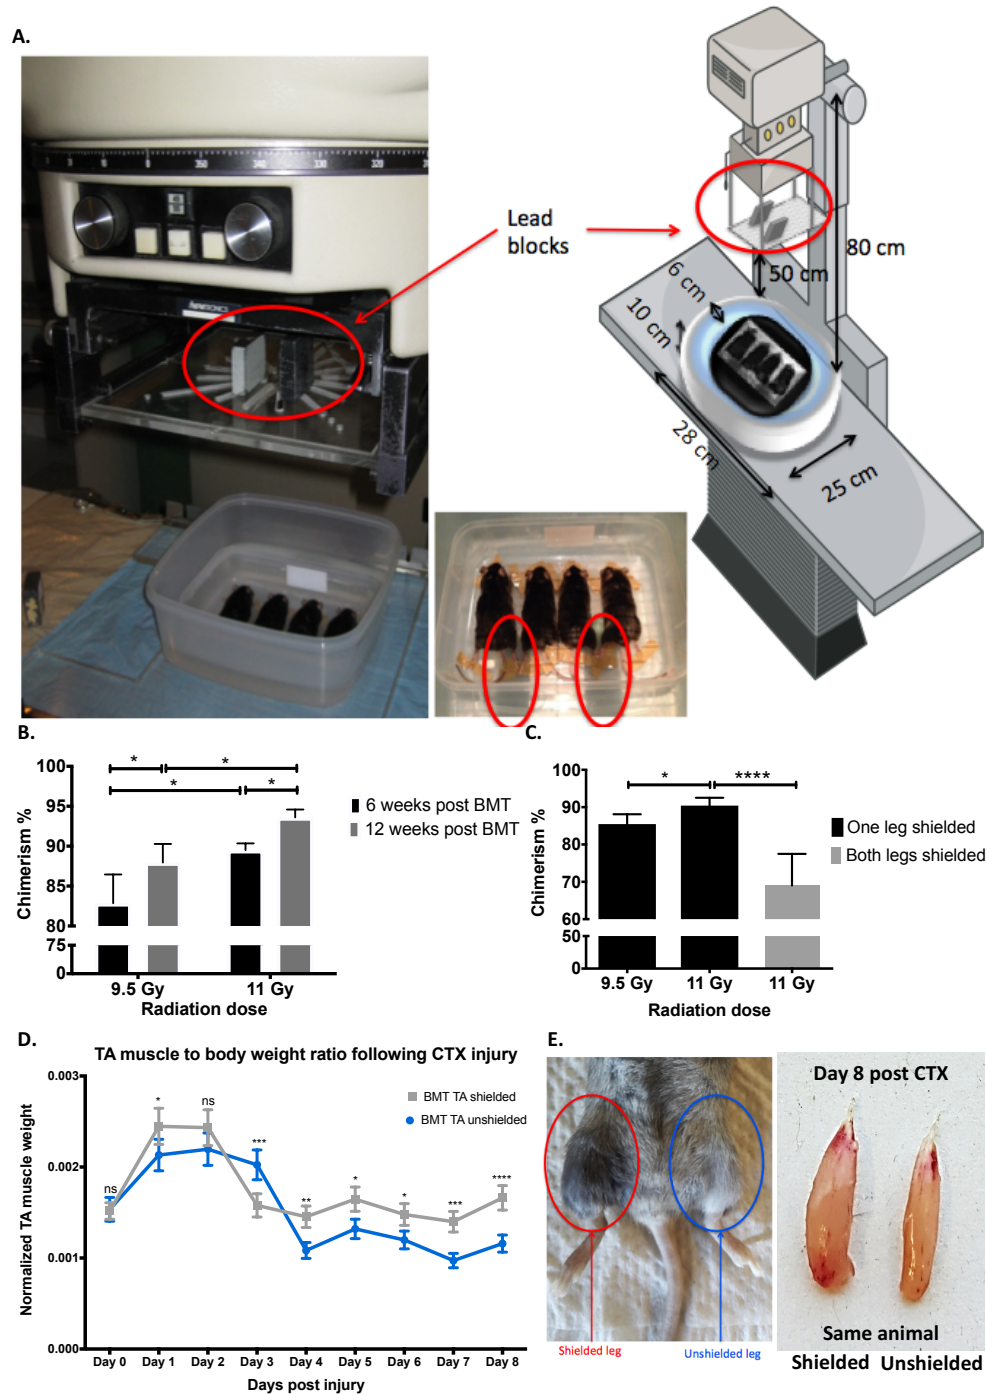 A.
Lead
blocks
80 cm
50 cm
6 cm
10 cm
28 cm
25 cm
B.
100
95
90
85
80
75
0
Chimerism %
*
*
*
*
9.5 Gy
11 Gy
Radiation dose
6 weeks post BMT
12 weeks post BMT
C.
100
90
80
70
60
50
0
Chimerism %
*
****
9.5 Gy
11 Gy
11 Gy
Radiation dose
One leg shielded
Both legs shielded
D.
TA muscle to body weight ratio following CTX injury
0.003
0.002
0.001
0.000
Normalized TA muscle weight
BMT TA shielded
BMT TA unshielded
ns
*
ns
***
**
*
*
***
****
Day 0
Day 1
Day 2
Day 3
Day 4
Day 5
Day 6
Day 7
Day 8
Days post injury
E.
Shielded leg
Unshielded leg
Day 8 post CTX
Same animal
Shielded Unshielded